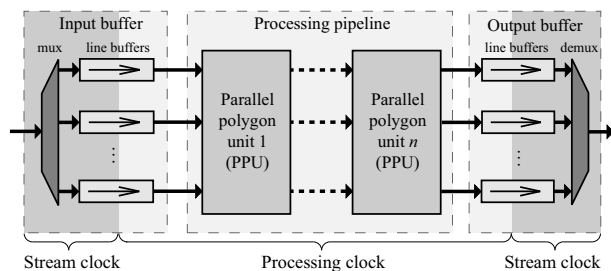 Input buffer
Processing pipeline
Output buffer
mux
line buffers
line buffers
demux
Parallel
polygon
unit 1
(PPU)
Parallel
polygon
unit n
(PPU)
Stream clock
Processing clock
Stream clock